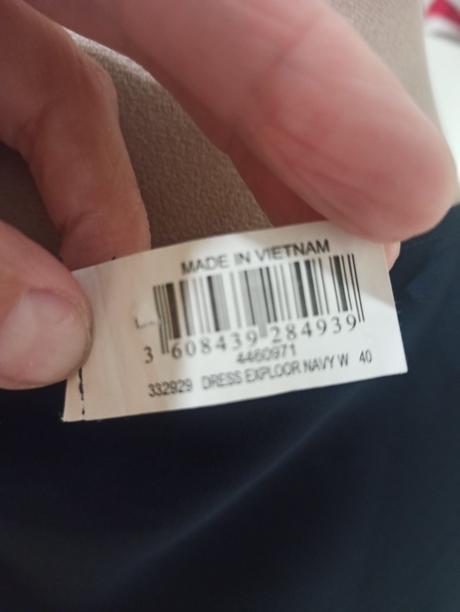 MADE IN VIETNAM
3 608439 284939
4460971
332929 DRESS EXPLOOR NAVY W 40